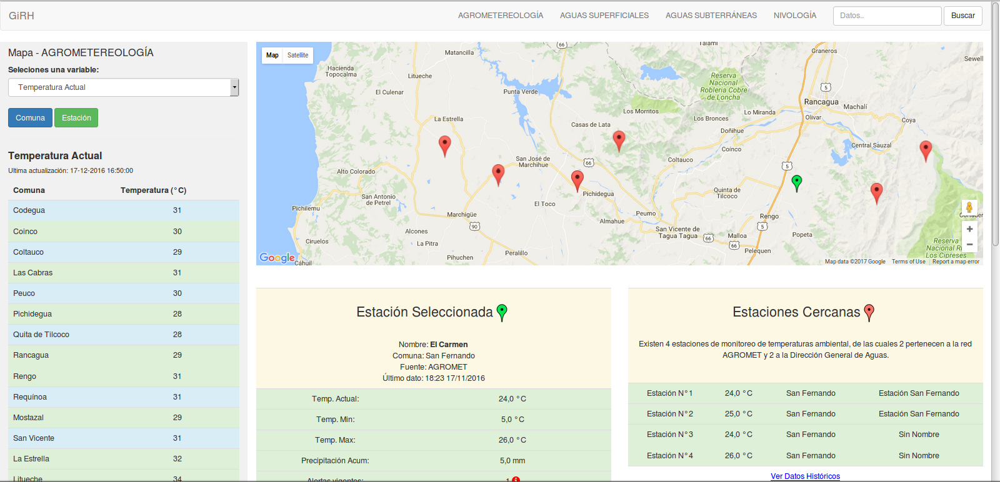 GiRH
AGROMETEREOLOGÍA AGUAS SUPERFICIALES AGUAS SUBTERRÁNEAS NIVOLOGÍA Datos.. Buscar
Mapa - AGROMETEREOLOGÍA
Seleciones una variable:
Temperatura Actual
Comuna Estación
Temperatura Actual
Ultima actualización: 17-12-2016 16:50:00
Comuna Temperatura (°C)
Codegua 31
Coinco 30
Coltauco 29
Las Cabras 31
Peuco 30
Pichidegua 28
Quita de Tilcoco 28
Rancagua 29
Rengo 31
Requínoa 31
Mostazal 29
San Vicente 31
La Estrella 32
Litueche 34
Map Satellite
66
Talami
Graneros
Matancilla
Sewell
Hacienda
Topocalma
Litueche
Reserva
Nacional
Robleria Cobre
de Loncha
El Culenar
Punta Verde
5
Rancagua
Machalí
Los Morritos
Lo Miranda
Olivar
La Estrella
Los Bronces
Coya
Casas de Lata
Doñihue
Central Sauzal
Coínco
San José de
Marchihue
66
Coltauco
5
Alto Colorado
Pichidegua
Quinta de
Tilcoco
San Antonio
de Petrel
El Toco
Pichilemu
Marchigüe
Peumo
Rengo
Almahue
90
San Vicente de
Tagua Tagua
5
Alcones
Malloa
Popeta
Ciruelos
La Pitra
66
66
Pelequen
Reserva
Nacional R
Los Cipreses
Pihuchen
Peralillo
Google
Cáhuil
Map data ©2017 Google Terms of Use Report a map error
Estación Seleccionada
Nombre: El Carmen
Comuna: San Fernando
Fuente: AGROMET
Último dato: 18:23 17/11/2016
Temp. Actual: 24,0 °C
Temp. Min: 5,0 °C
Temp. Max: 26,0 °C
Precipitación Acum: 5,0 mm
Alertas vigentes: 1
Estaciones Cercanas
Existen 4 estaciones de monitoreo de temperaturas ambiental, de las cuales 2 pertenecen a la red
AGROMET y 2 a la Dirección General de Aguas.
Estación N°1 24,0 °C San Fernando Estación San Fernando
Estación N°2 25,0 °C San Fernando Estación San Fernando
Estación N°3 24,0 °C San Fernando Sin Nombre
Estación N°4 26,0 °C San Fernando Sin Nombre
Ver Datos Históricos